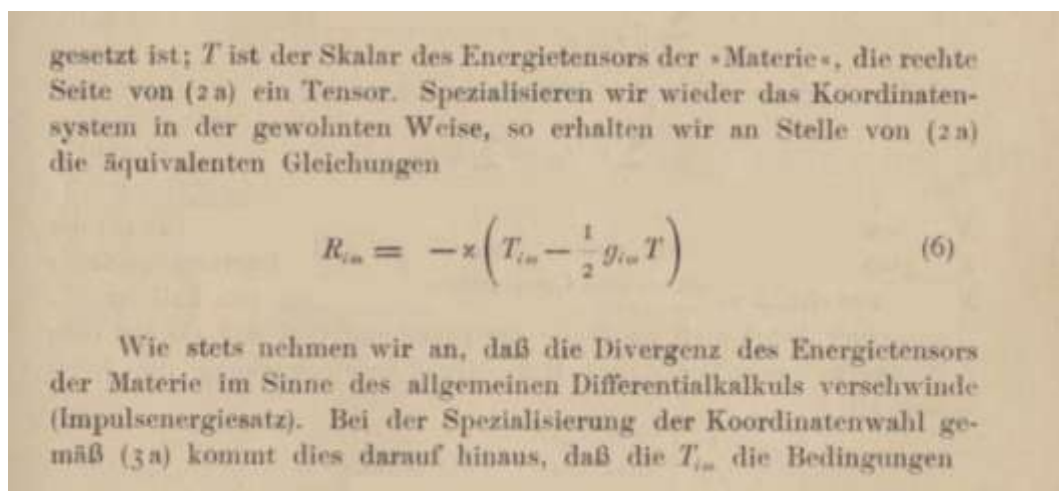 gesetzt ist; T ist der Skalar des Energietensors der »Materie«, die rechte
Seite von (2a) ein Tensor. Spezialisieren wir wieder das Koordinaten-
system in der gewohnten Weise, so erhalten wir an Stelle von (2a)
die äquivalenten Gleichungen
R_{im} = −ϰ(T_{im} − 1/2 g_{im} T) (6)
Wie stets nehmen wir an, daß die Divergenz des Energietensors
der Materie im Sinne des allgemeinen Differentialkalkuls verschwinde
(Impulsenergiesatz). Bei der Spezialisierung der Koordinatenwahl ge-
mäß (3a) kommt dies darauf hinaus, daß die T_{im} die Bedingungen